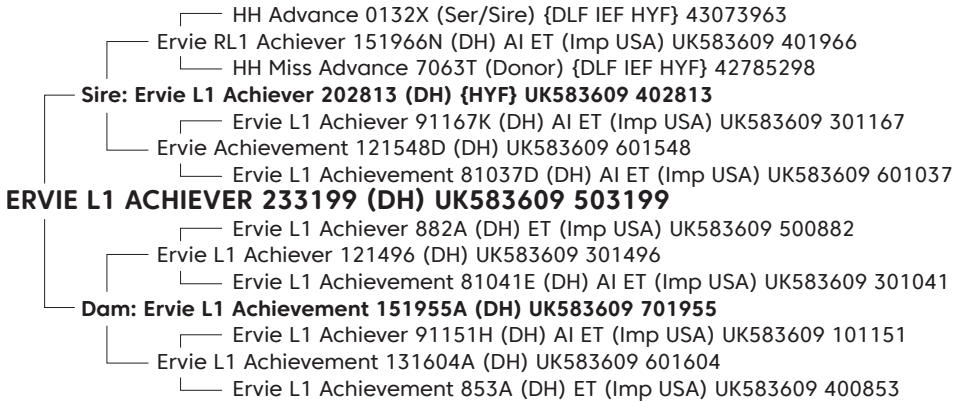 HH Advance 0132X (Ser/Sire) {DLF IEF HYF} 43073963
Ervie RL1 Achiever 151966N (DH) AI ET (Imp USA) UK583609 401966
HH Miss Advance 7063T (Donor) {DLF IEF HYF} 42785298
Sire: Ervie L1 Achiever 202813 (DH) {HYF} UK583609 402813
Ervie L1 Achiever 91167K (DH) AI ET (Imp USA) UK583609 301167
Ervie Achievement 121548D (DH) UK583609 601548
Ervie L1 Achievement 81037D (DH) AI ET (Imp USA) UK583609 601037
ERVIE L1 ACHIEVER 233199 (DH) UK583609 503199
Ervie L1 Achiever 882A (DH) ET (Imp USA) UK583609 500882
Ervie L1 Achiever 121496 (DH) UK583609 301496
Ervie L1 Achievement 81041E (DH) AI ET (Imp USA) UK583609 301041
Dam: Ervie L1 Achievement 151955A (DH) UK583609 701955
Ervie L1 Achiever 91151H (DH) AI ET (Imp USA) UK583609 101151
Ervie L1 Achievement 131604A (DH) UK583609 601604
Ervie L1 Achievement 853A (DH) ET (Imp USA) UK583609 400853